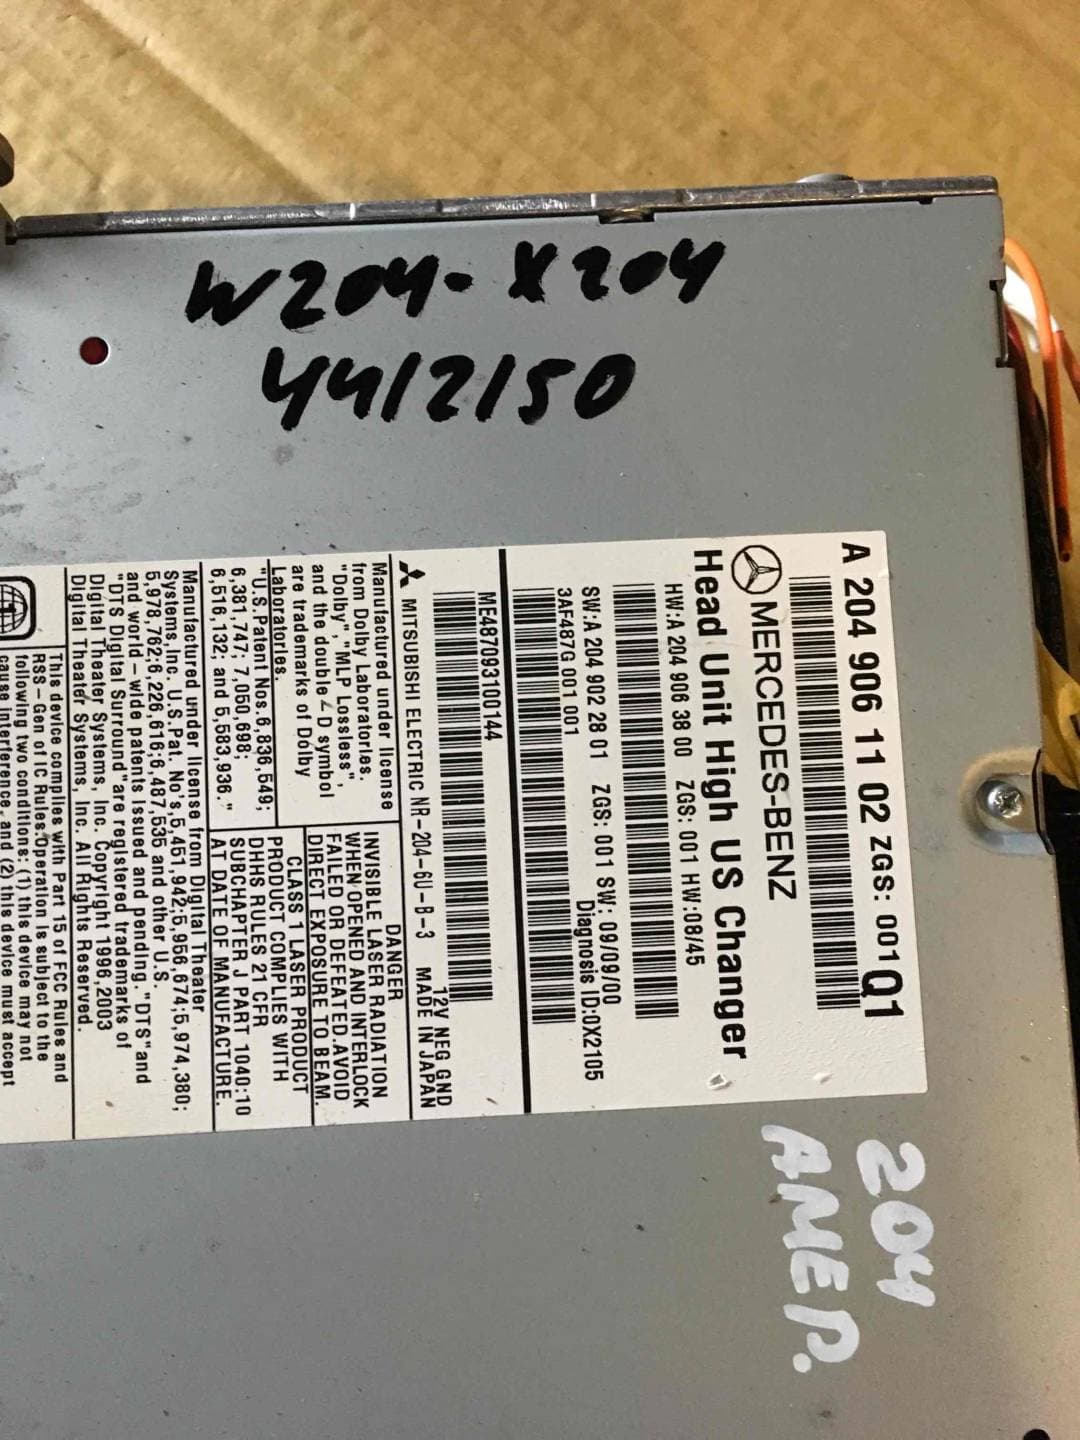 W204-X204
4412150
A 204 906 11 02 ZGS: 001 Q1
MERCEDES-BENZ
Head Unit High US Changer
HW:A 204 906 38 00 ZGS: 001 HW:08/45
SW:A 204 902 28 01 ZGS: 001 SW: 09/09/00
3AF487G 001 001 Diagnosis ID:0X2105
ME487093100144
12V NEG GND
MITSUBISHI ELECTRIC NR-204-6U-B-3 MADE IN JAPAN
Manufactured under license
from Dolby Laboratories.
"Dolby", "MLP Lossless",
and the double-D symbol
are trademarks of Dolby
Laboratories.
"U.S.Patent Nos.6,836,549;
6,381,747; 7,050,698;
6,516,132; and 5,583,936."
DANGER
INVISIBLE LASER RADIATION
WHEN OPENED AND INTERLOCK
FAILED OR DEFEATED.AVOID
DIRECT EXPOSURE TO BEAM.
CLASS 1 LASER PRODUCT
PRODUCT COMPLIES WITH
DHHS RULES 21 CFR
SUBCHAPTER J PART 1040:10
AT DATE OF MANUFACTURE.
Manufactured under license from Digital Theater
Systems, Inc. U.S.Pat. No's,5,451,942;5,956,674;5,974,380;
5,978,762;6,226,616;6,487,535 and other U.S.
and world-wide patents issued and pending. "DTS"and
"DTS Digital Surround"are registered trademarks of
Digital Theater Systems, Inc. Copyright 1996,2003
Digital Theater Systems, Inc. All Rights Reserved.
This device complies with Part 15 of FCC Rules and
RSS-Gen of IC Rules.Operation is subject to the
following two conditions: (1) this device may not
cause interference, and (2) this device must accept
204
AMEP.